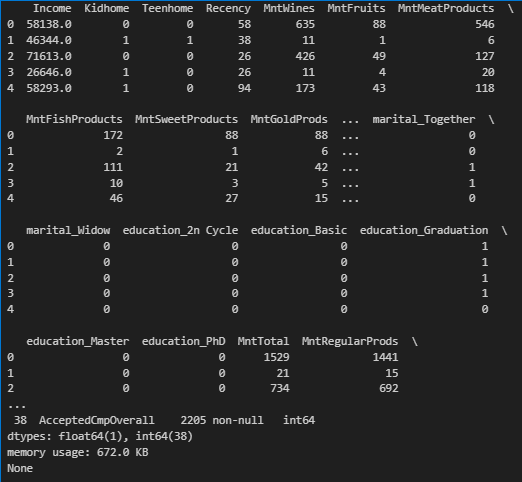 Income Kidhome Teenhome Recency MntWines MntFruits MntMeatProducts \
0 58138.0 0 0 58 635 88 546
1 46344.0 1 1 38 11 1 6
2 71613.0 0 0 26 426 49 127
3 26646.0 1 0 26 11 4 20
4 58293.0 1 0 94 173 43 118
MntFishProducts MntSweetProducts MntGoldProds ... marital_Together \
0 172 88 88 ... 0
1 2 1 6 ... 0
2 111 21 42 ... 1
3 10 3 5 ... 1
4 46 27 15 ... 0
marital_Widow education_2n Cycle education_Basic education_Graduation \
0 0 0 0 1
1 0 0 0 1
2 0 0 0 1
3 0 0 0 1
4 0 0 0 0
education_Master education_PhD MntTotal MntRegularProds \
0 0 0 1529 1441
1 0 0 21 15
2 0 0 734 692
...
38 AcceptedCmpOverall 2205 non-null int64
dtypes: float64(1), int64(38)
memory usage: 672.0 KB
None